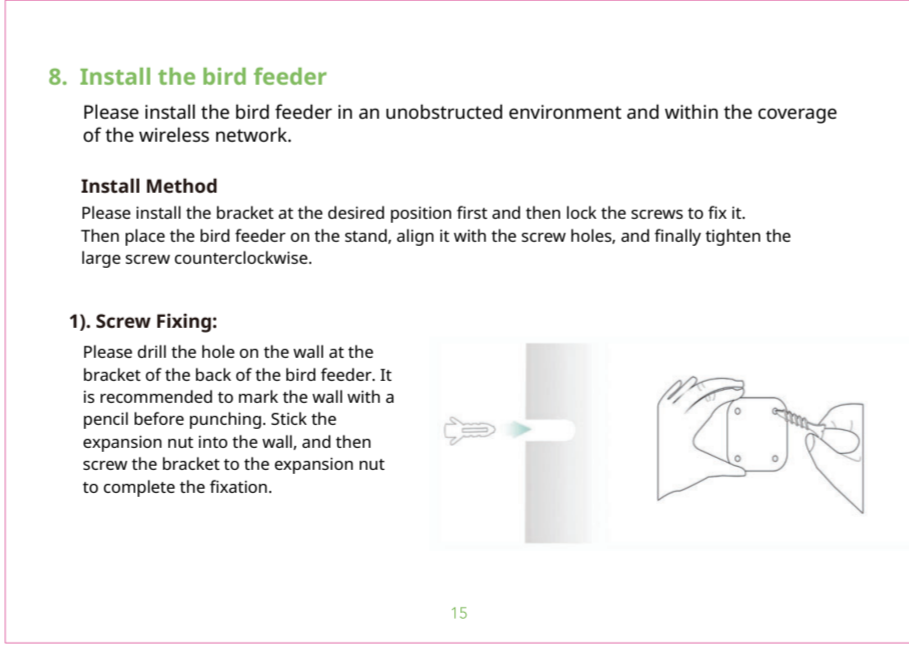 8. Install the bird feeder
Please install the bird feeder in an unobstructed environment and within the coverage
of the wireless network.
Install Method
Please install the bracket at the desired position first and then lock the screws to fix it.
Then place the bird feeder on the stand, align it with the screw holes, and finally tighten the
large screw counterclockwise.
1). Screw Fixing:
Please drill the hole on the wall at the
bracket of the back of the bird feeder. It
is recommended to mark the wall with a
pencil before punching. Stick the
expansion nut into the wall, and then
screw the bracket to the expansion nut
to complete the fixation.
15